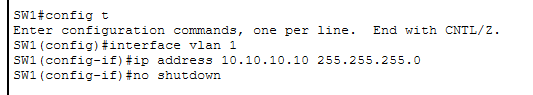 SW1#config t
Enter configuration commands, one per line.  End with CNTL/Z.
SW1(config)#interface vlan 1
SW1(config-if)#ip address 10.10.10.10 255.255.255.0
SW1(config-if)#no shutdown